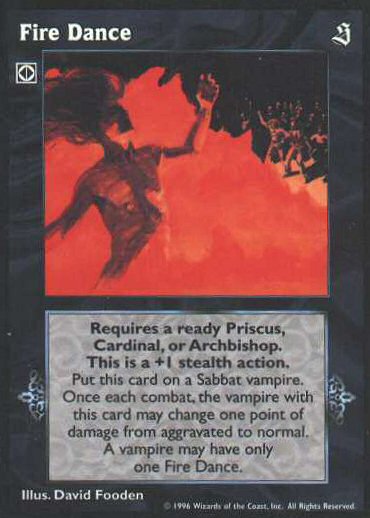 Fire Dance
Requires a ready Priscus,
Cardinal, or Archbishop.
This is a +1 stealth action.
Put this card on a Sabbat vampire.
Once each combat, the vampire with
this card may change one point of
damage from aggravated to normal.
A vampire may have only
one Fire Dance.
Illus. David Fooden
© 1996 Wizards of the Coast, Inc. All Rights Reserved.